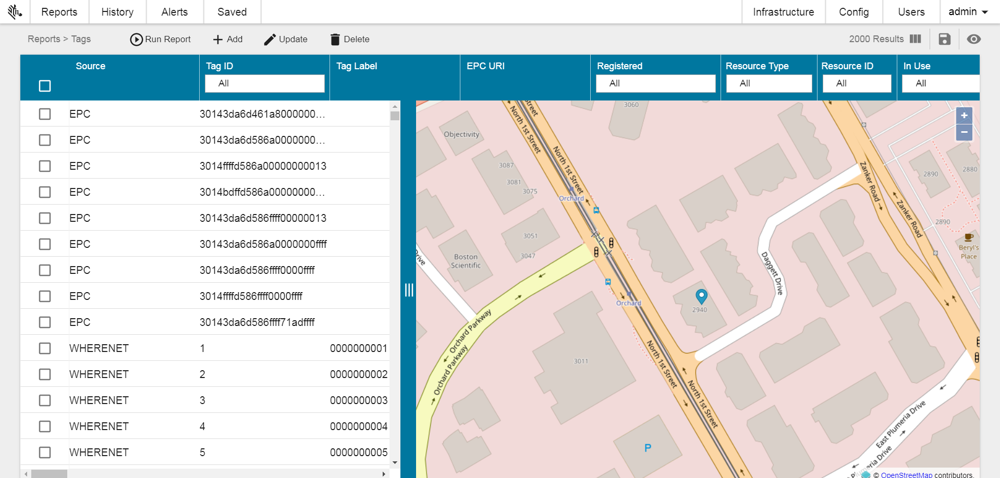 Reports History Alerts Saved Infrastructure Config Users admin
Reports > Tags Run Report Add Update Delete 2000 Results
Source Tag ID Tag Label EPC URI Registered Resource Type Resource ID In Use
All All All All All
EPC 30143da6d461a8000000...
EPC 30143da6d586a0000000...
EPC 3014ffffd586a00000000013
EPC 3014bdffd586a00000000...
EPC 30143da6d586ffff00000013
EPC 30143da6d586a0000000ffff
EPC 30143da6d586ffff0000ffff
EPC 3014ffffd586ffff0000ffff
EPC 30143da6d586ffff71adffff
WHERENET 1 0000000001
WHERENET 2 0000000002
WHERENET 3 0000000003
WHERENET 4 0000000004
WHERENET 5 0000000005
Street
3060
North 1st Street
Objectivity
North 1st Street
3087
3081
3075
Orchard
Zanker Road
Zanker Road
2890
2880
2890
Beryl's
Place
3051
3047
Boston
Scientific
Drive
Daggett Drive
Orchard
2940
Orchard Parkway
Orchard Parkway
3011
North 1st Street
North 1st Street
P
East Plumeria Drive
Plumeria Drive
+
−
© OpenStreetMap contributors.